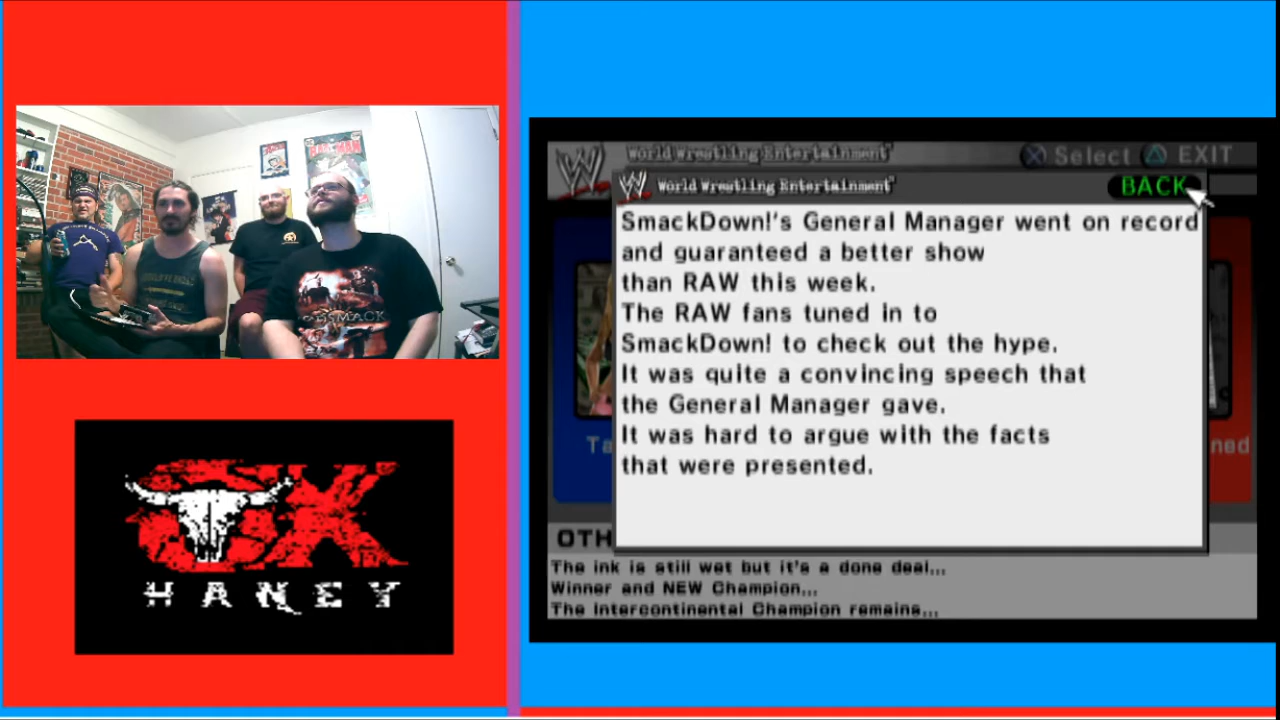 World Wrestling Entertainment
Select
EXIT
World Wrestling Entertainment
BACK
SmackDown!'s General Manager went on record
and guaranteed a better show
than RAW this week.
The RAW fans tuned in to
SmackDown! to check out the hype.
It was quite a convincing speech that
the General Manager gave.
It was hard to argue with the facts
that were presented.
The ink is still wet but it's a done deal...
Winner and NEW Champion...
The Intercontinental Champion remains...
OX
HANEY